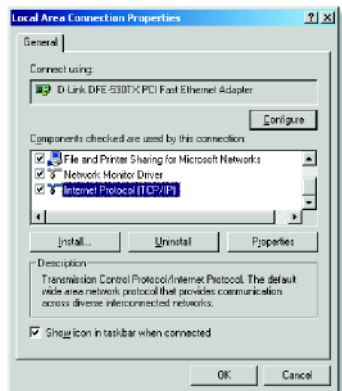 Local Area Connection Properties
General
Connect using:
D-Link DFE-530TX PCI Fast Ethernet Adapter
Configure
Components checked are used by this connection:
File and Printer Sharing for Microsoft Networks
Network Monitor Driver
Internet Protocol (TCP/IP)
Install... Uninstall Properties
Description
Transmission Control Protocol/Internet Protocol. The default
wide area network protocol that provides communication
across diverse interconnected networks.
Show icon in taskbar when connected
OK Cancel